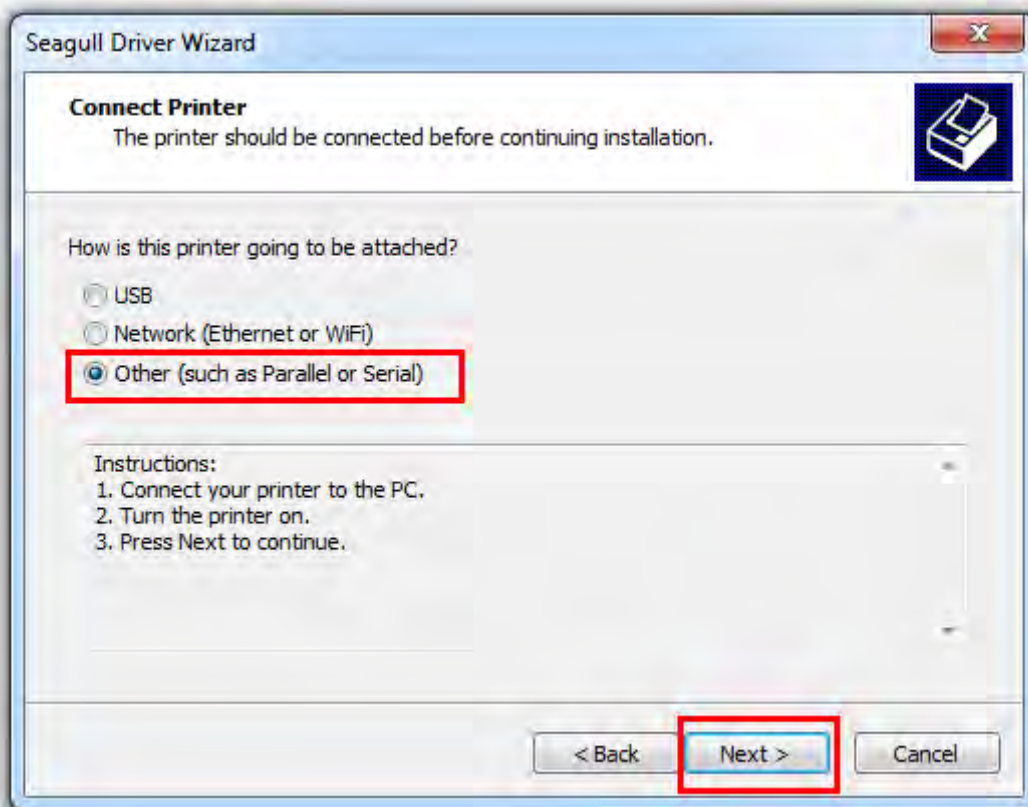 Seagull Driver Wizard
Connect Printer
The printer should be connected before continuing installation.
How is this printer going to be attached?
USB
Network (Ethernet or WiFi)
Other (such as Parallel or Serial)
Instructions:
1. Connect your printer to the PC.
2. Turn the printer on.
3. Press Next to continue.
< Back Next > Cancel